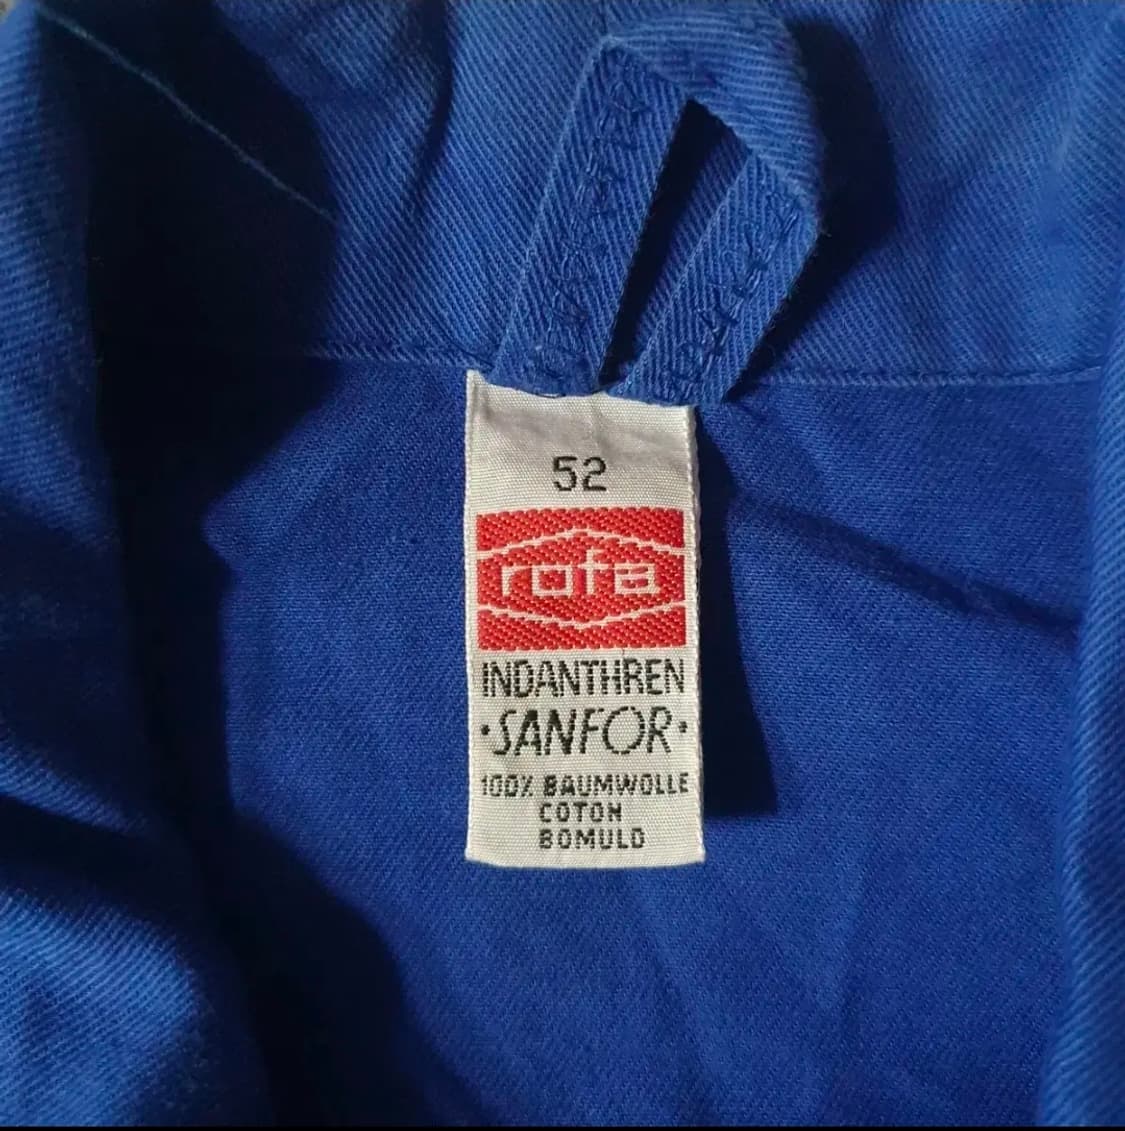 52
rofa
INDANTHREN
•SANFOR•
100% BAUMWOLLE
COTON
BOMULD